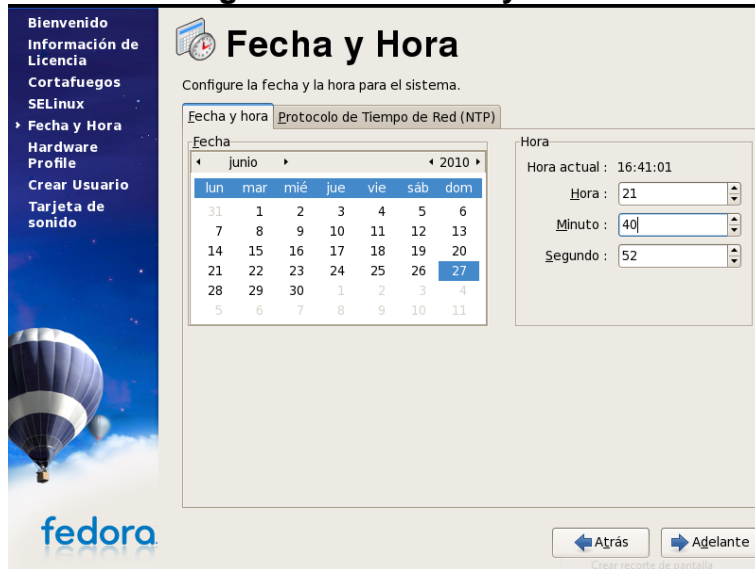 Bienvenido
Información de
Licencia
Cortafuegos
SELinux
Fecha y Hora
Hardware
Profile
Crear Usuario
Tarjeta de
sonido
fedora
Fecha y Hora
Configure la fecha y la hora para el sistema.
Fecha y hora Protocolo de Tiempo de Red (NTP)
Fecha
junio 2010
lun mar mié jue vie sáb dom
31 1 2 3 4 5 6
7 8 9 10 11 12 13
14 15 16 17 18 19 20
21 22 23 24 25 26 27
28 29 30 1 2 3 4
5 6 7 8 9 10 11
Hora
Hora actual : 16:41:01
Hora : 21
Minuto : 40
Segundo : 52
Atrás Adelante
Crear recorte de pantalla